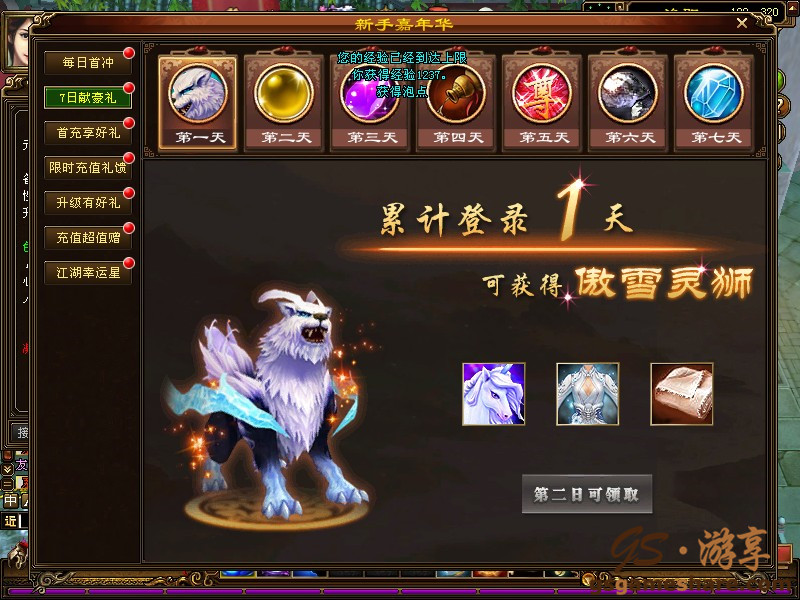 新手嘉年华
每日首冲
7日献豪礼
首充享好礼
限时充值礼馈
升级有好礼
充值超值赠
江湖幸运星
您的经验已经到达上限
你获得经验1237。
获得泡点
尊
第一天
第二天
第三天
第四天
第五天
第六天
第七天
累计登录1天
可获得傲雪灵狮
第二日可领取
接
友
近
GS·游享